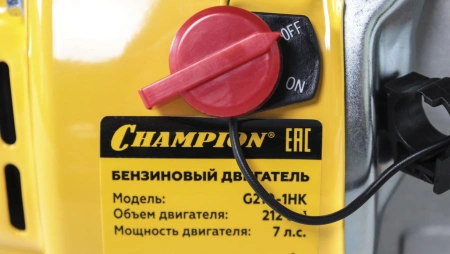 OFF
ON
CHAMPION® EAC
БЕНЗИНОВЫЙ ДВИГАТЕЛЬ
Модель:
Объем двигателя: 212
Мощность двигателя: 7 л.с.